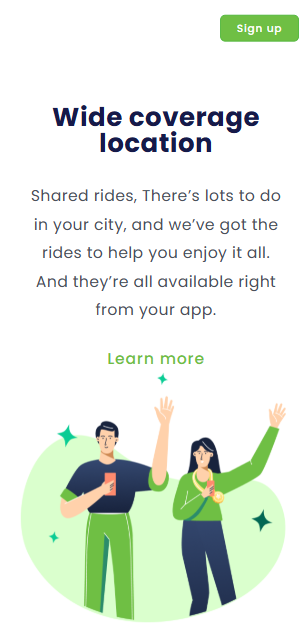 Sign up
Wide coverage
location
Shared rides, There’s lots to do
in your city, and we’ve got the
rides to help you enjoy it all.
And they’re all available right
from your app.
Learn more